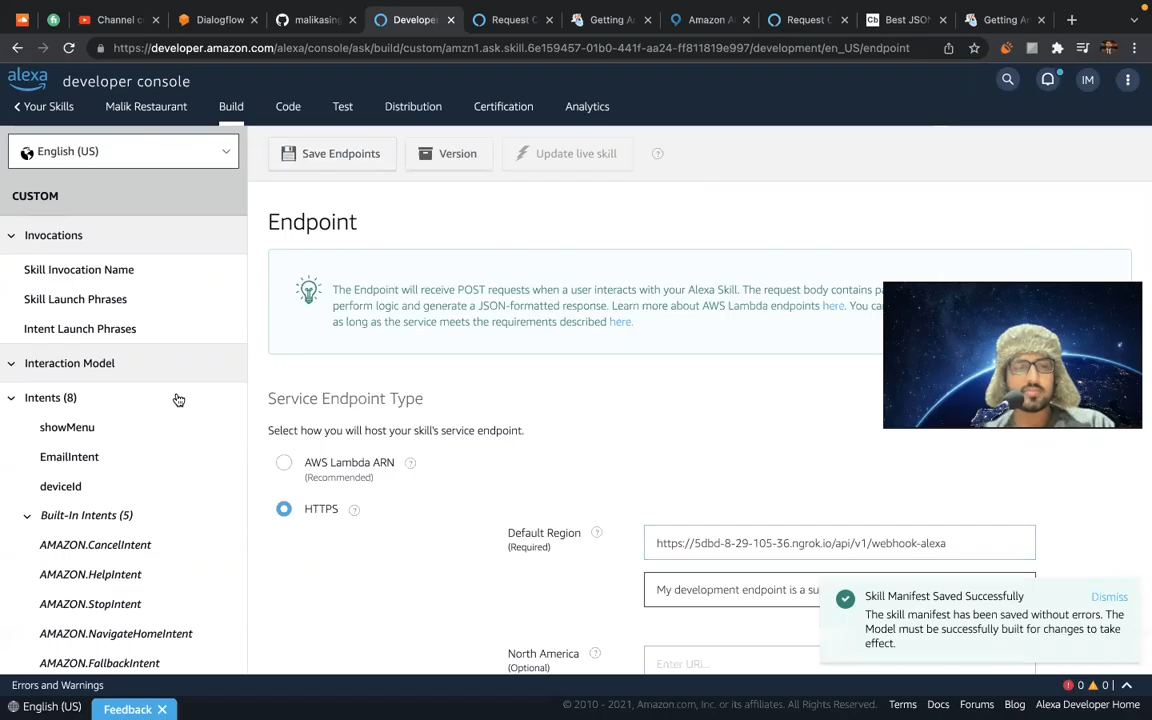 Channel c
Dialogflow
malikasing
Develope
Request C
Getting A
Amazon A
Request
Best JSO
Getting A
https://developer.amazon.com/alexa/console/ask/build/custom/amzn1.ask.skill.6e159457-01b0-441f-aa24-ff811819e997/development/en_US/endpoint
alexa developer console
IM
Your Skills
Malik Restaurant
Build
Code
Test
Distribution
Certification
Analytics
English (US)
Save Endpoints
Version
Update live skill
CUSTOM
Invocations
Skill Invocation Name
Skill Launch Phrases
Intent Launch Phrases
Interaction Model
Intents (8)
showMenu
EmailIntent
deviceId
Built-In Intents (5)
AMAZON.CancelIntent
AMAZON.HelpIntent
AMAZON.StopIntent
AMAZON.NavigateHomeIntent
AMAZON.FallbackIntent
Endpoint
The Endpoint will receive POST requests when a user interacts with your Alexa Skill. The request body contains pa
perform logic and generate a JSON-formatted response. Learn more about AWS Lambda endpoints here. You can
as long as the service meets the requirements described here.
Service Endpoint Type
Select how you will host your skill's service endpoint.
AWS Lambda ARN
(Recommended)
HTTPS
Default Region
(Required)
https://5dbd-8-29-105-36.ngrok.io/api/v1/webhook-alexa
My development endpoint is a su
North America
(Optional)
Enter URI...
Skill Manifest Saved Successfully
Dismiss
The skill manifest has been saved without errors. The
Model must be successfully built for changes to take
effect.
Errors and Warnings
0
0
English (US)
Feedback
© 2010 - 2021, Amazon.com, Inc. or its affiliates. All Rights Reserved.
Terms
Docs
Forums
Blog
Alexa Developer Home